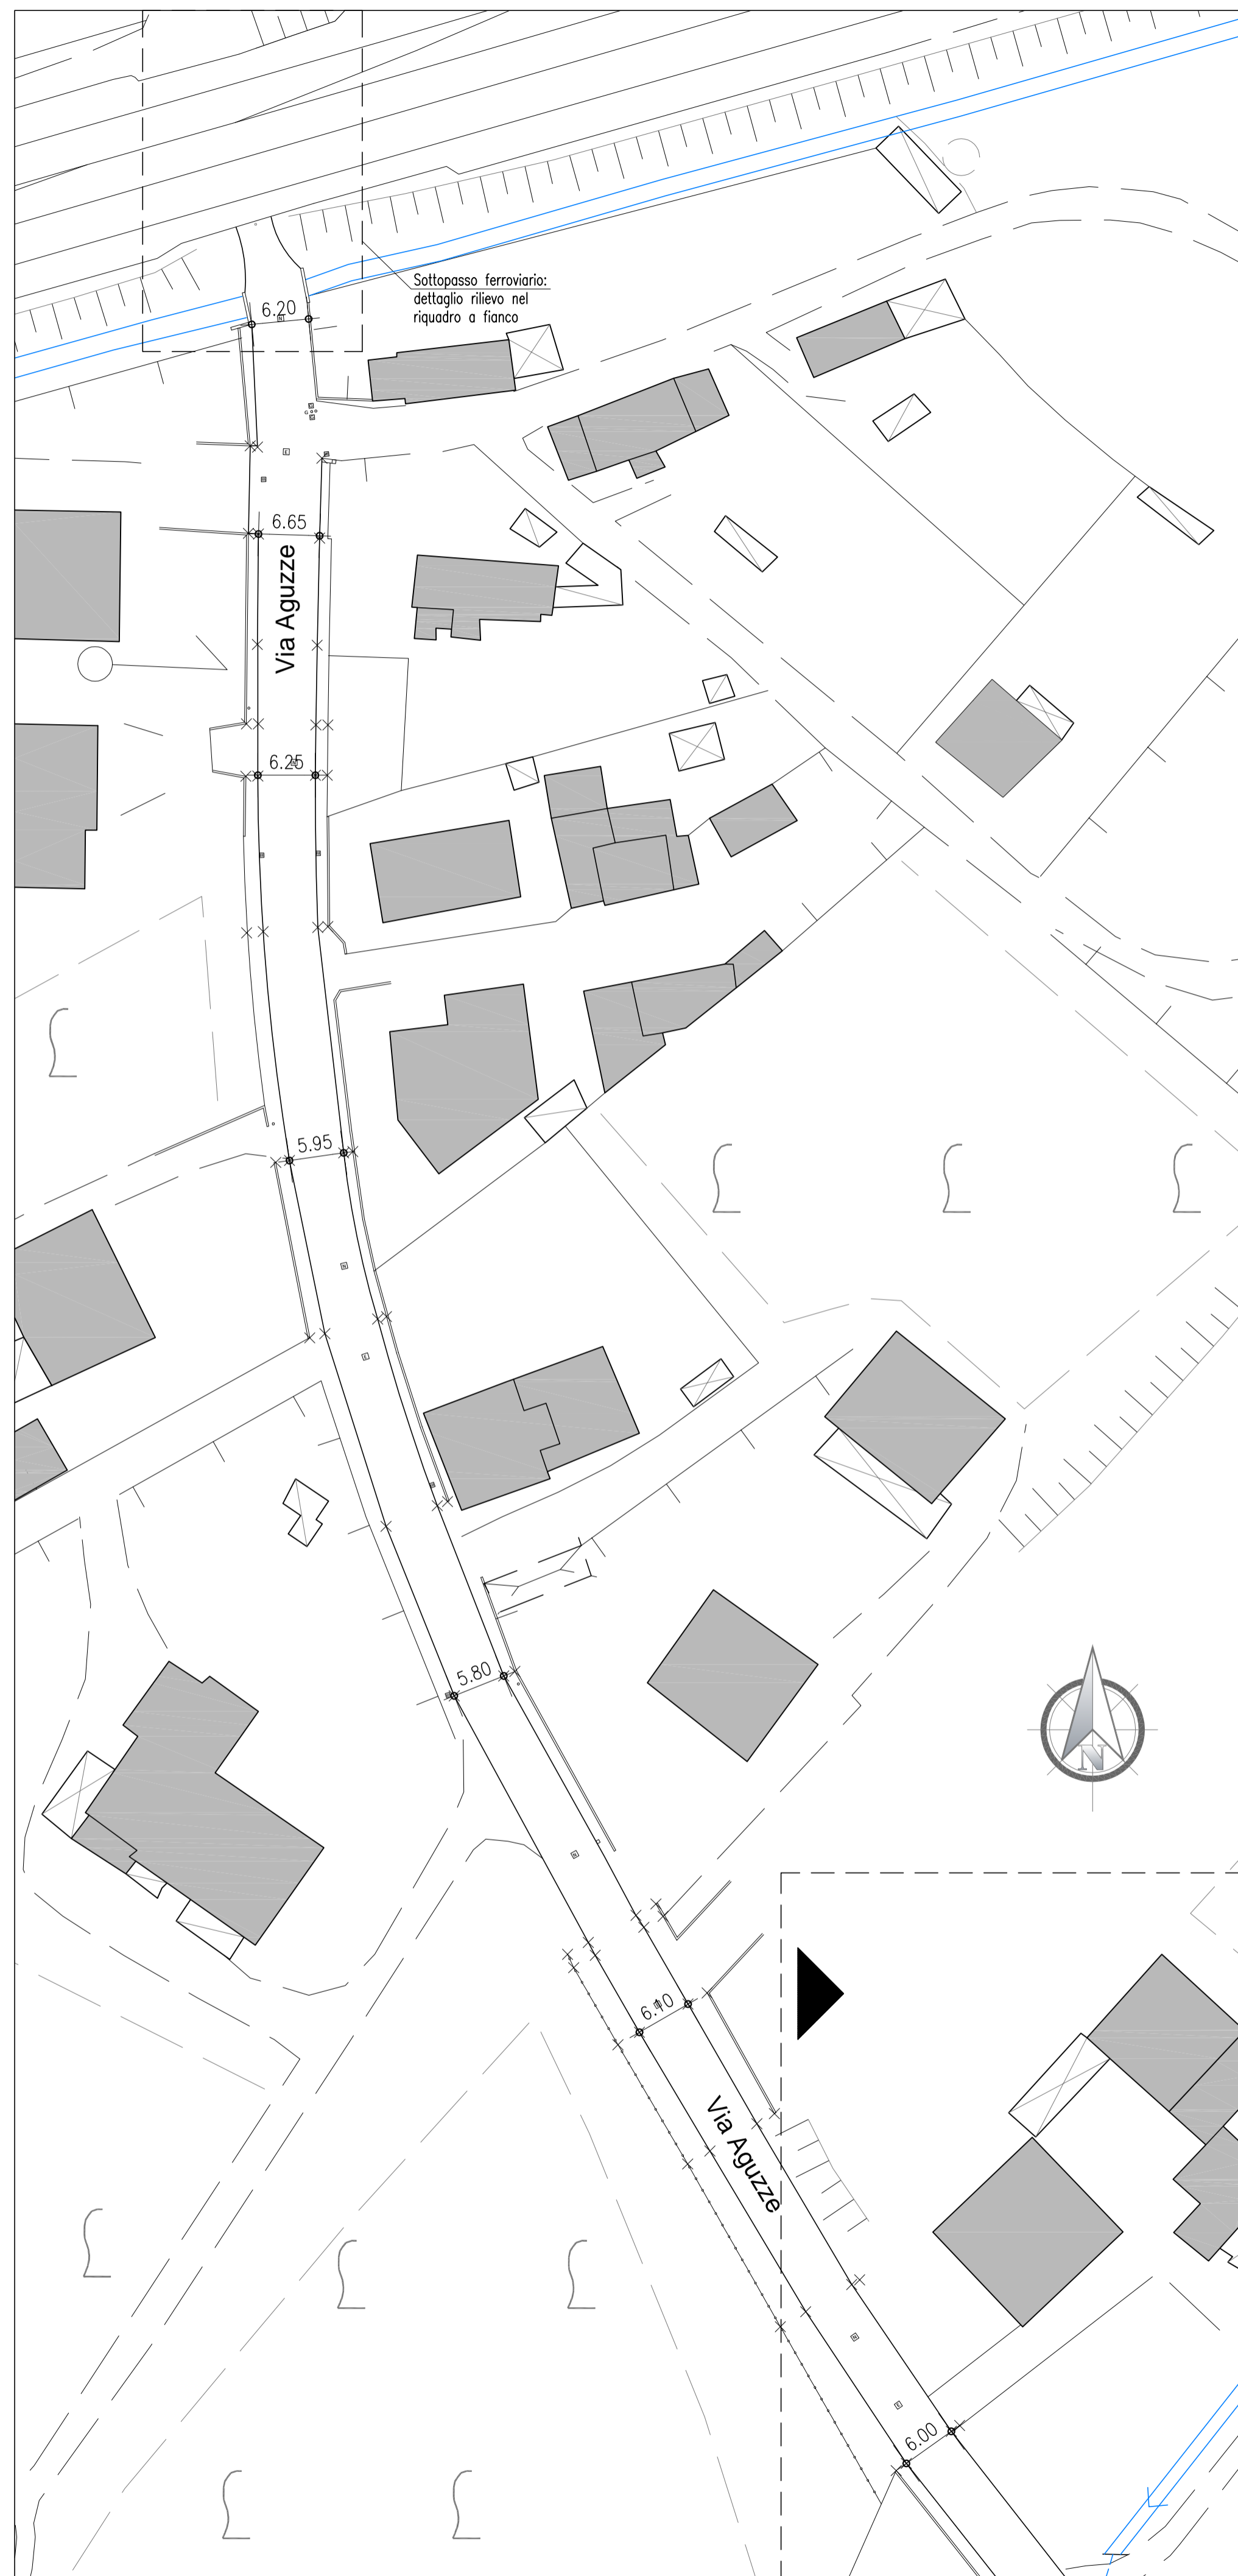 Sottopasso ferroviario:
dettaglio rilievo nel
riquadro a fianco
6.20
6.65
Via Aguzze
6.25
5.95
5.80
N
6.10
Via Aguzze
6.00